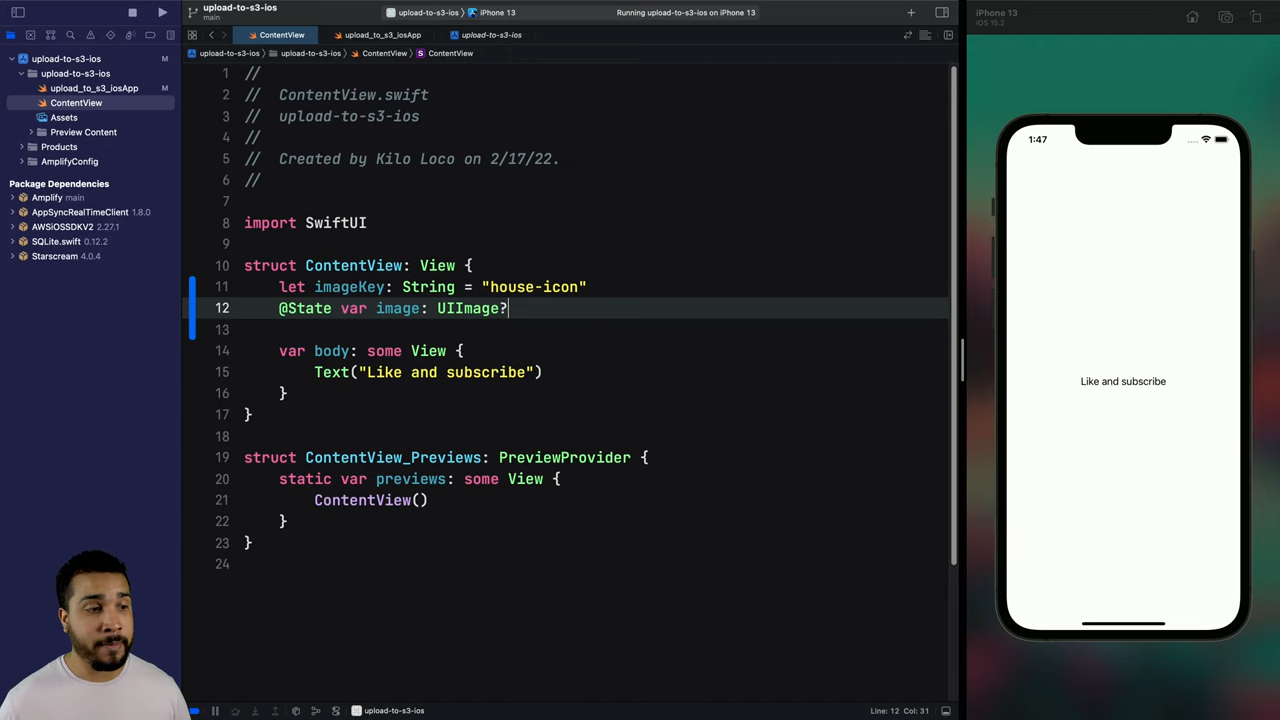 upload-to-s3-ios
main
upload-to-s3-ios 〉 iPhone 13
Running upload-to-s3-ios on iPhone 13
iPhone 13
iOS 15.2
ContentView
upload_to_s3_iosApp
upload-to-s3-ios
upload-to-s3-ios 〉 upload-to-s3-ios 〉 ContentView 〉 S ContentView
upload-to-s3-ios M
upload-to-s3-ios
upload_to_s3_iosApp M
ContentView
Assets
Preview Content
Products
AmplifyConfig
Package Dependencies
Amplify main
AppSyncRealTimeClient 1.8.0
AWSiOSSDKV2 2.27.1
SQLite.swift 0.12.2
Starscream 4.0.4
1 //
2 //  ContentView.swift
3 //  upload-to-s3-ios
4 //
5 //  Created by Kilo Loco on 2/17/22.
6 //
7
8 import SwiftUI
9
10 struct ContentView: View {
11     let imageKey: String = "house-icon"
12     @State var image: UIImage?
13
14     var body: some View {
15         Text("Like and subscribe")
16     }
17 }
18
19 struct ContentView_Previews: PreviewProvider {
20     static var previews: some View {
21         ContentView()
22     }
23 }
24
1:47
Like and subscribe
upload-to-s3-ios
Line: 12 Col: 31